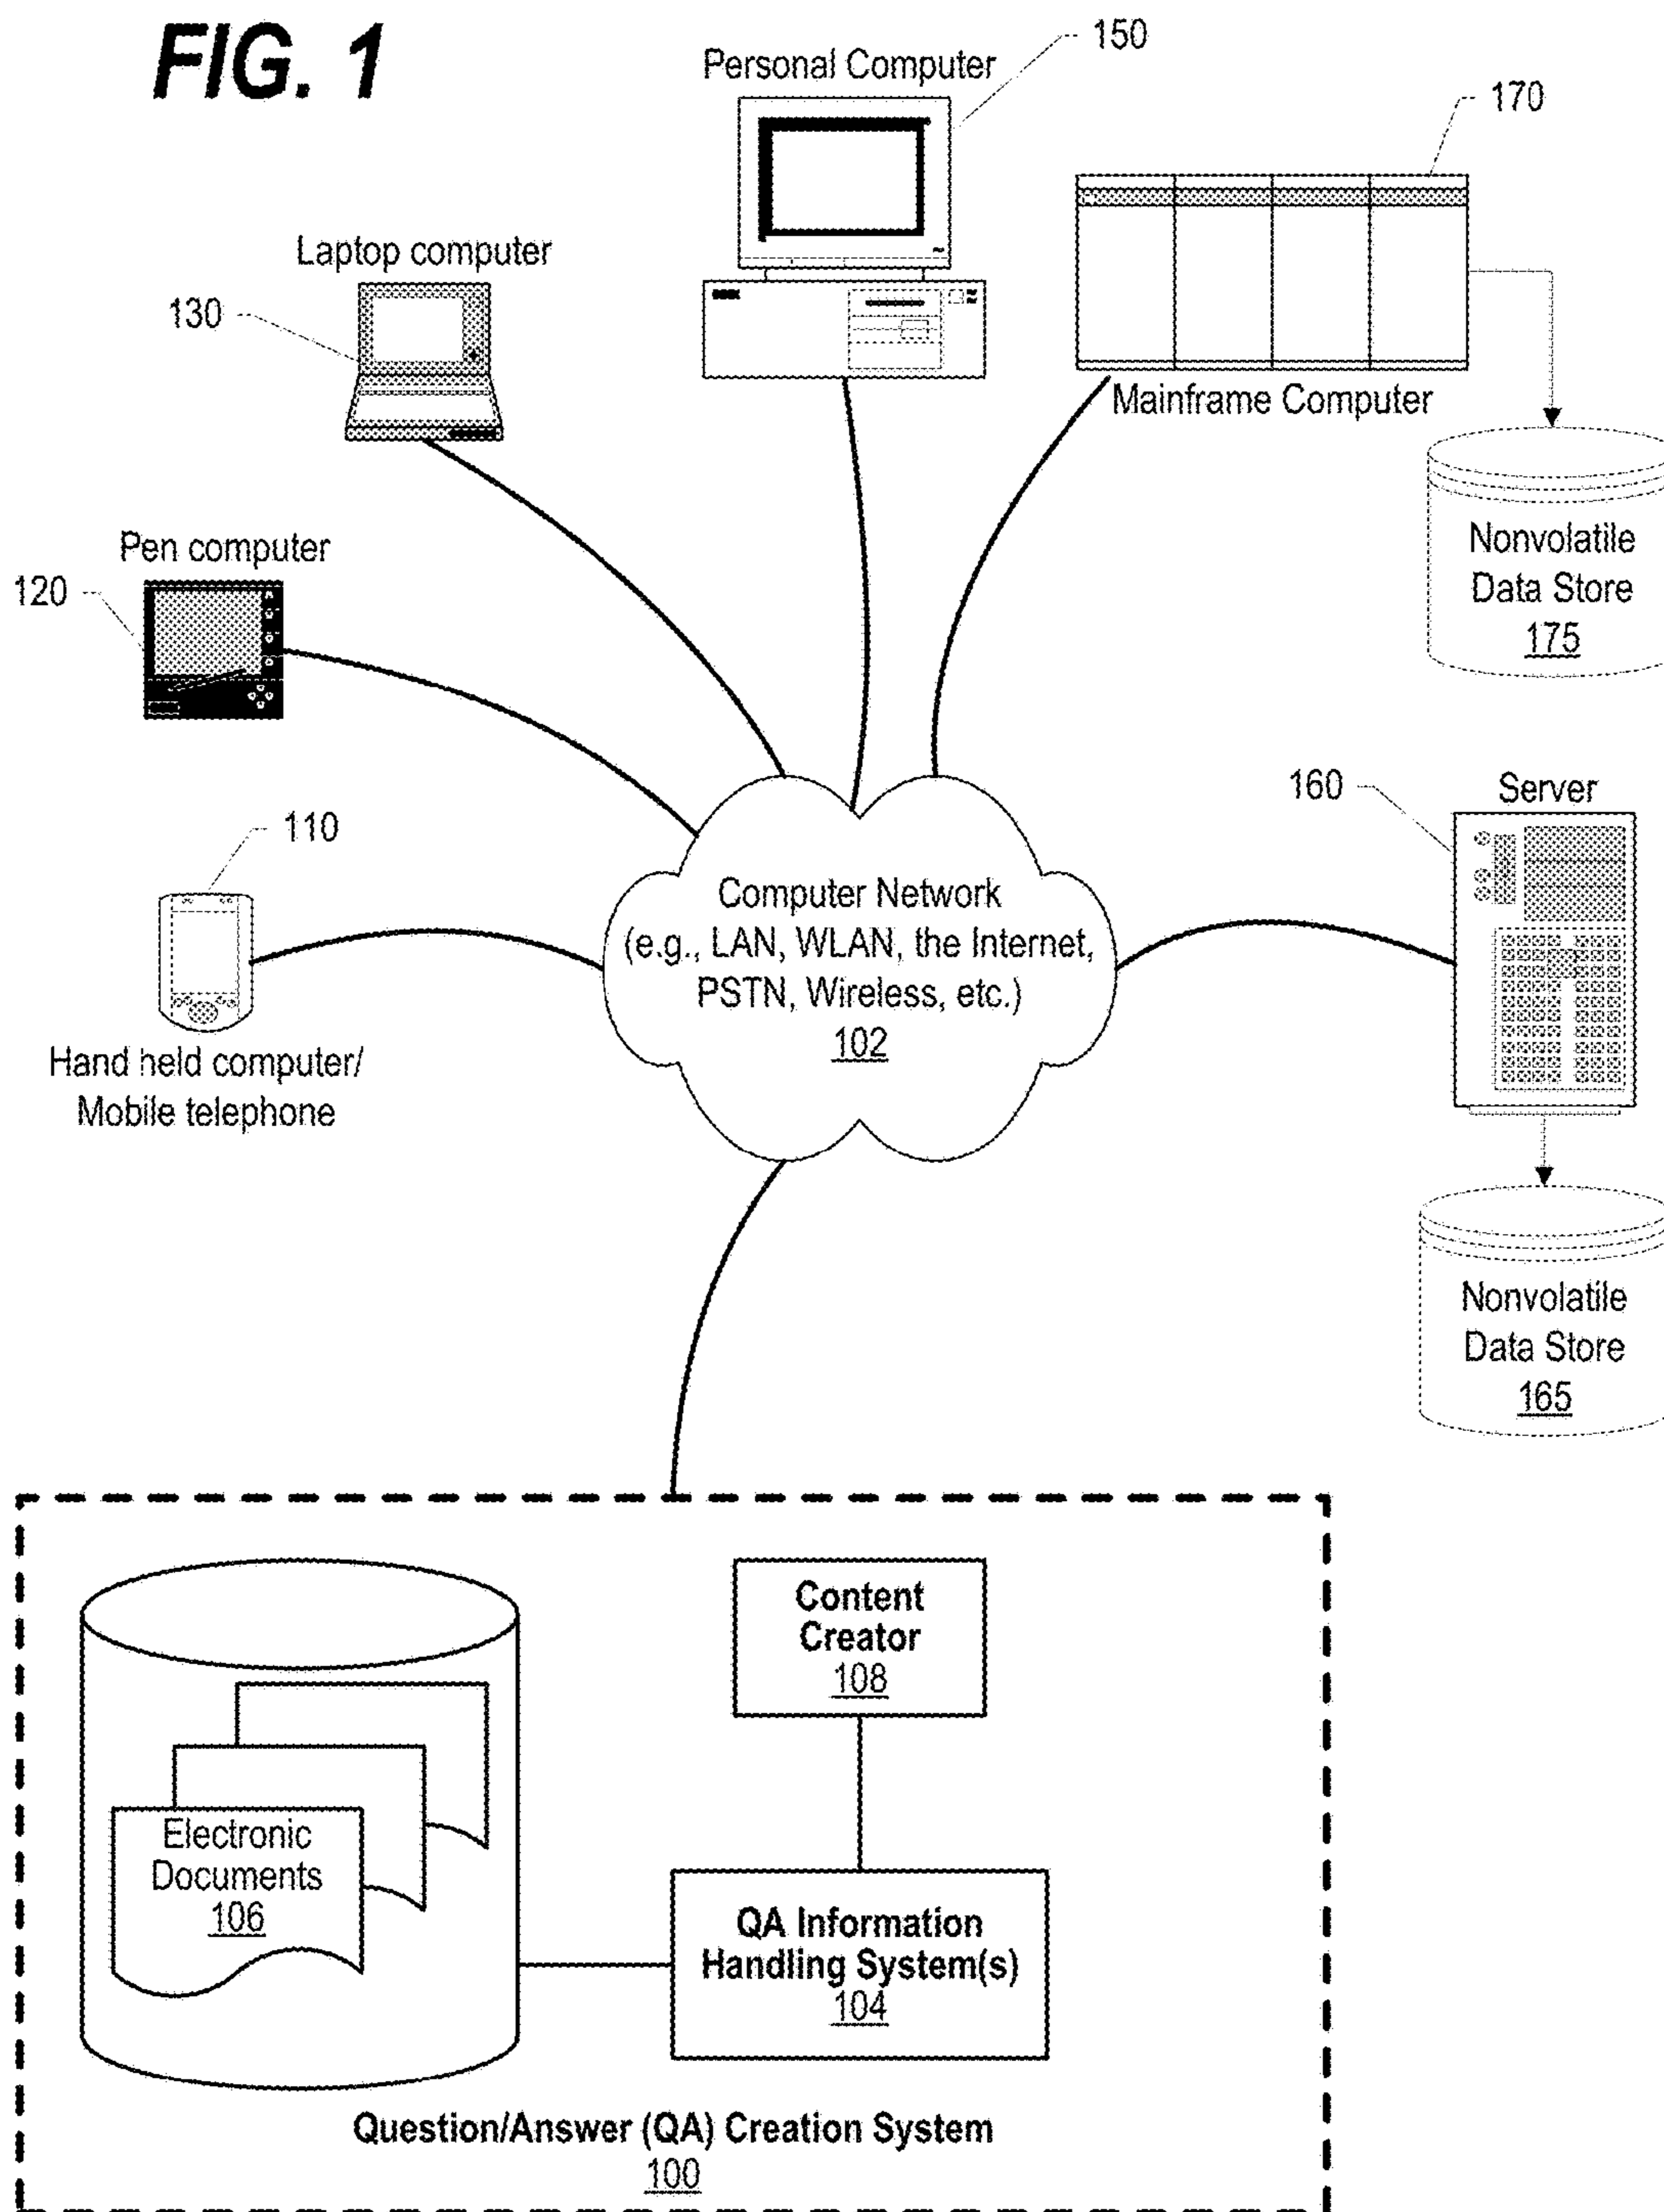 FIG. 1
Personal Computer
150
170
Laptop computer
130
Mainframe Computer
Nonvolatile
Data Store
175
Pen computer
120
110
Hand held computer/
Mobile telephone
Computer Network
(e.g., LAN, WLAN, the Internet,
PSTN, Wireless, etc.)
102
160
Server
Nonvolatile
Data Store
165
Content
Creator
108
Electronic
Documents
106
QA Information
Handling System(s)
104
Question/Answer (QA) Creation System
100